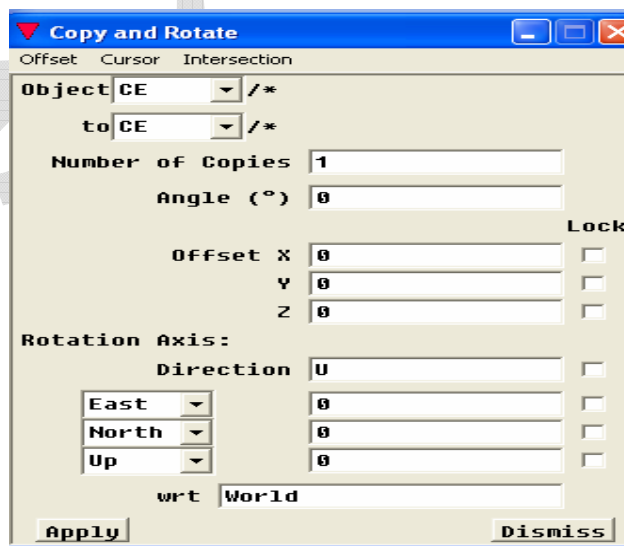 Copy and Rotate
Offset Cursor Intersection
Object CE /*
to CE /*
Number of Copies 1
Angle (°) 0
Lock
Offset X 0
Y 0
Z 0
Rotation Axis:
Direction U
East 0
North 0
Up 0
wrt World
Apply Dismiss